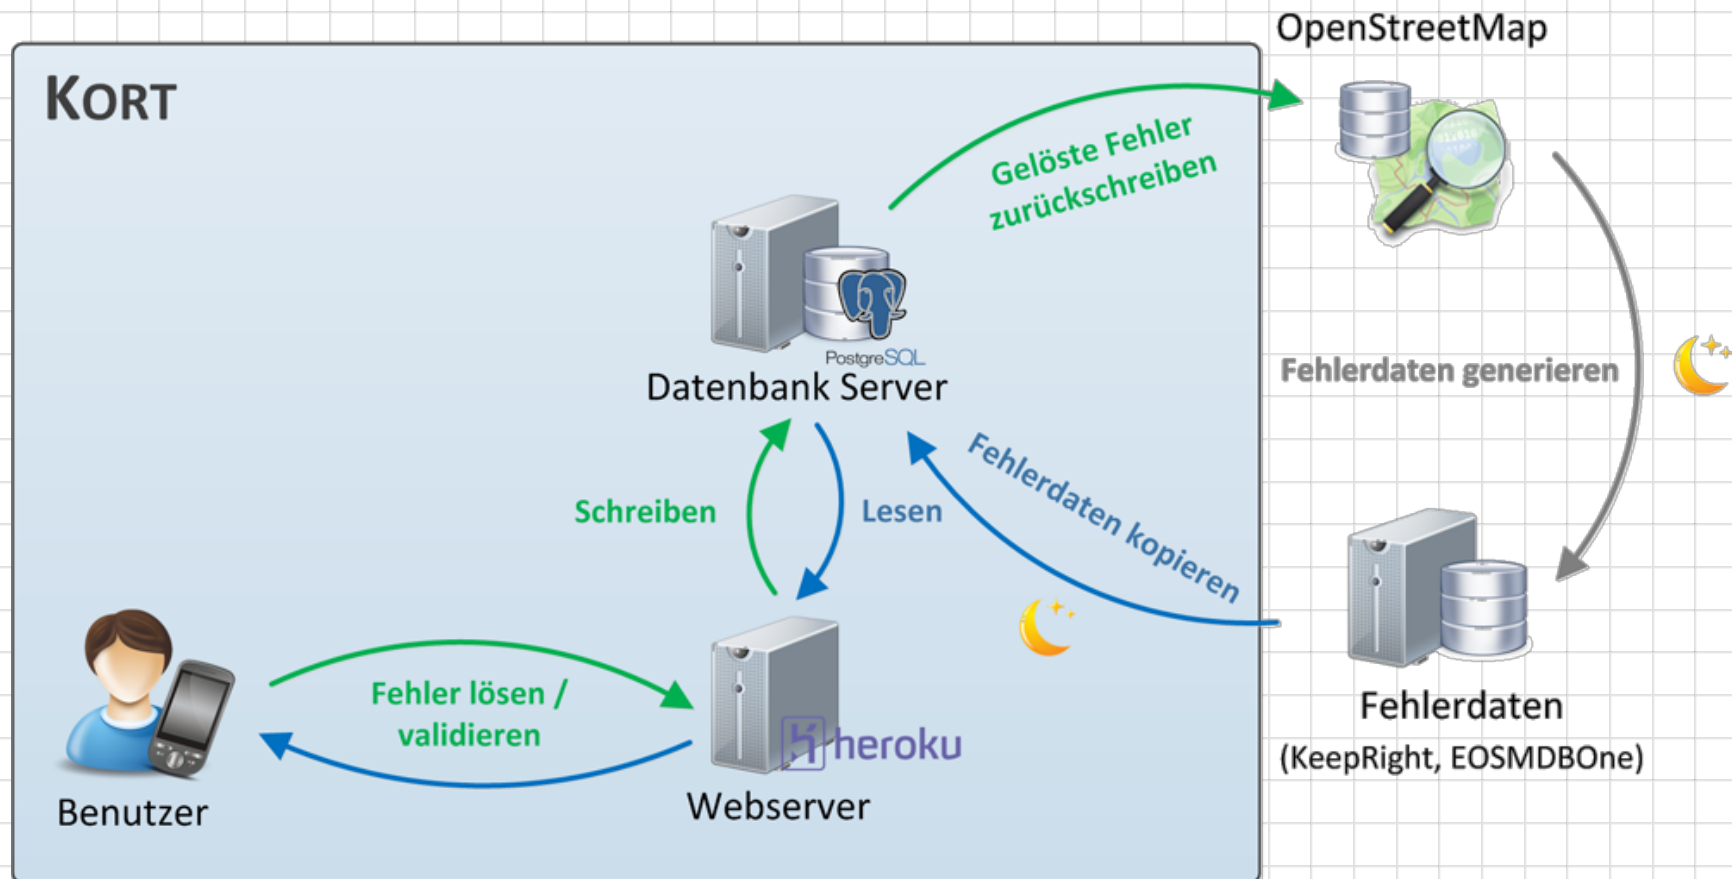 OpenStreetMap
KORT
Gelöste Fehler
zurückschreiben
PostgreSQL
Datenbank Server
Fehlerdaten generieren
Fehlerdaten kopieren
Schreiben
Lesen
Fehler lösen /
validieren
heroku
Fehlerdaten
(KeepRight, EOSMDBOne)
Webserver
Benutzer